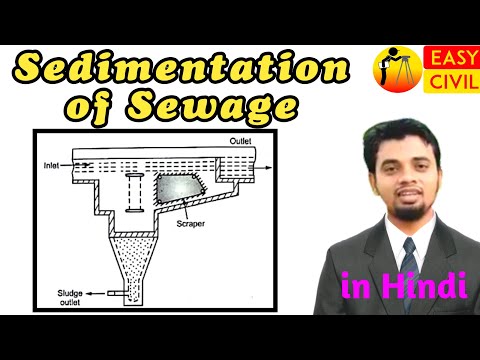 Sedimentation
of Sewage
EASY
CIVIL
Outlet
Inlet
Scraper
Sludge
outlet
in Hindi